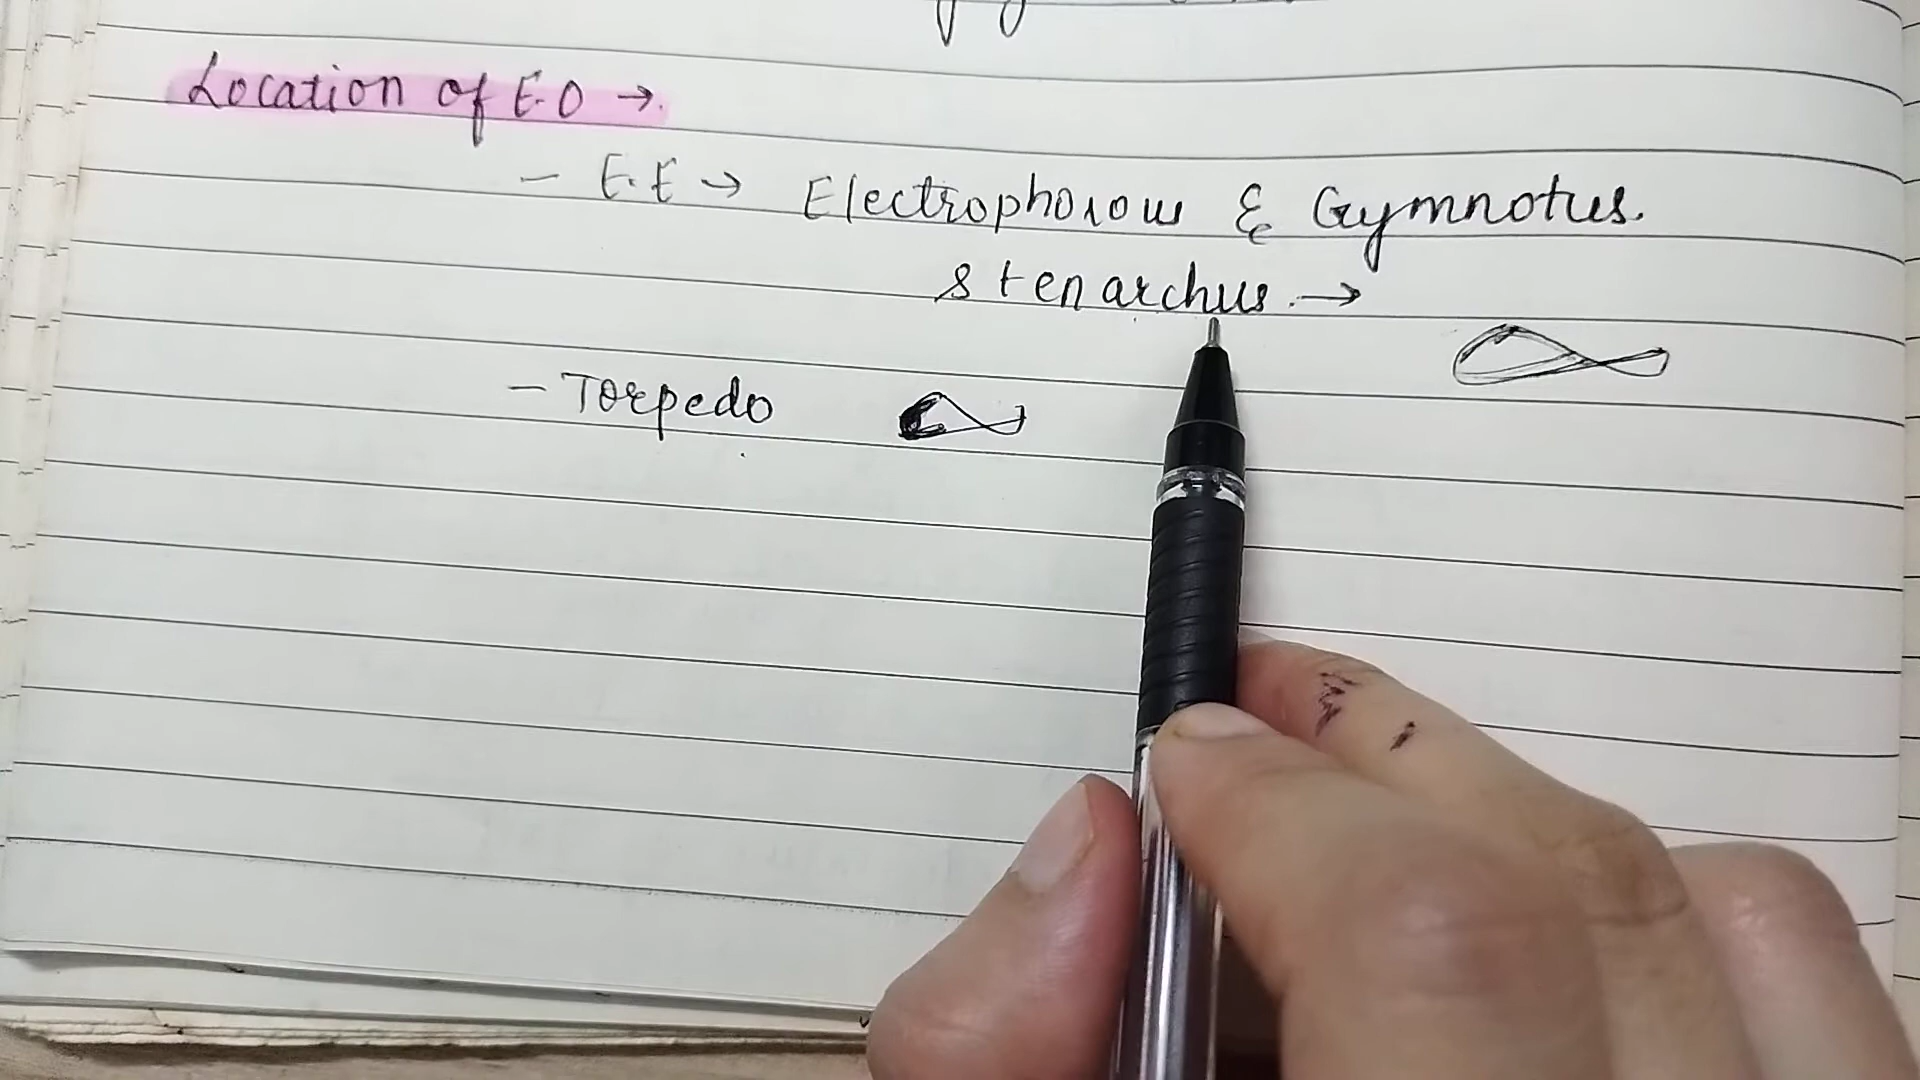 Location of E.O →
- E.E → Electrophorous & Gymnotus.
Stenarchus. →
- Torpedo